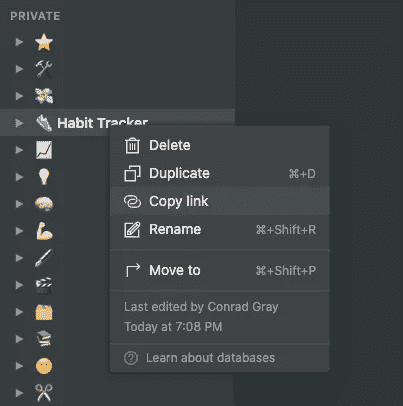 PRIVATE
Habit Tracker
Delete
Duplicate ⌘+D
Copy link
Rename ⌘+Shift+R
Move to ⌘+Shift+P
Last edited by Conrad Gray
Today at 7:08 PM
Learn about databases